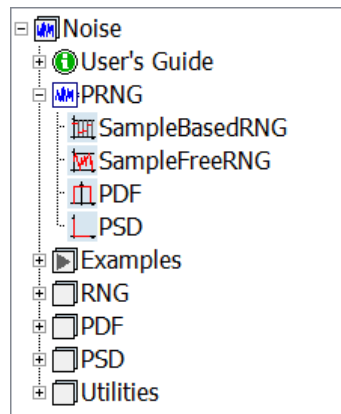 Noise
User's Guide
PRNG
SampleBasedRNG
SampleFreeRNG
PDF
PSD
Examples
RNG
PDF
PSD
Utilities